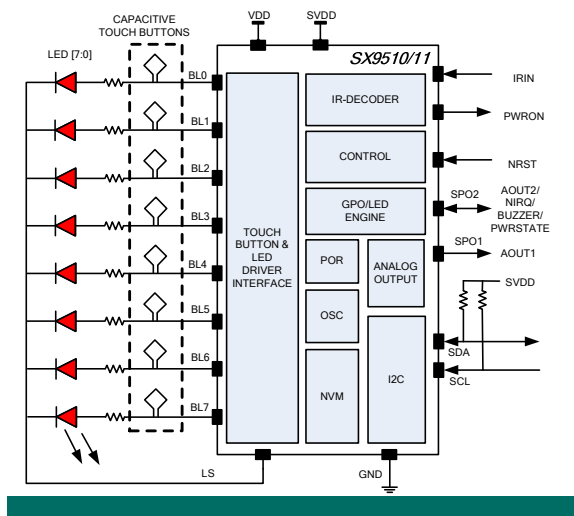 CAPACITIVE
TOUCH BUTTONS
VDD
SVDD
LED [7:0]
SX9510/11
BL0
BL1
BL2
BL3
BL4
BL5
BL6
BL7
TOUCH
BUTTON &
LED
DRIVER
INTERFACE
IR-DECODER
CONTROL
GPO/LED
ENGINE
POR
ANALOG
OUTPUT
OSC
NVM
I2C
IRIN
PWRON
NRST
SPO2
AOUT2/
NIRQ/
BUZZER/
PWRSTATE
SPO1
AOUT1
SVDD
SDA
SCL
LS
GND